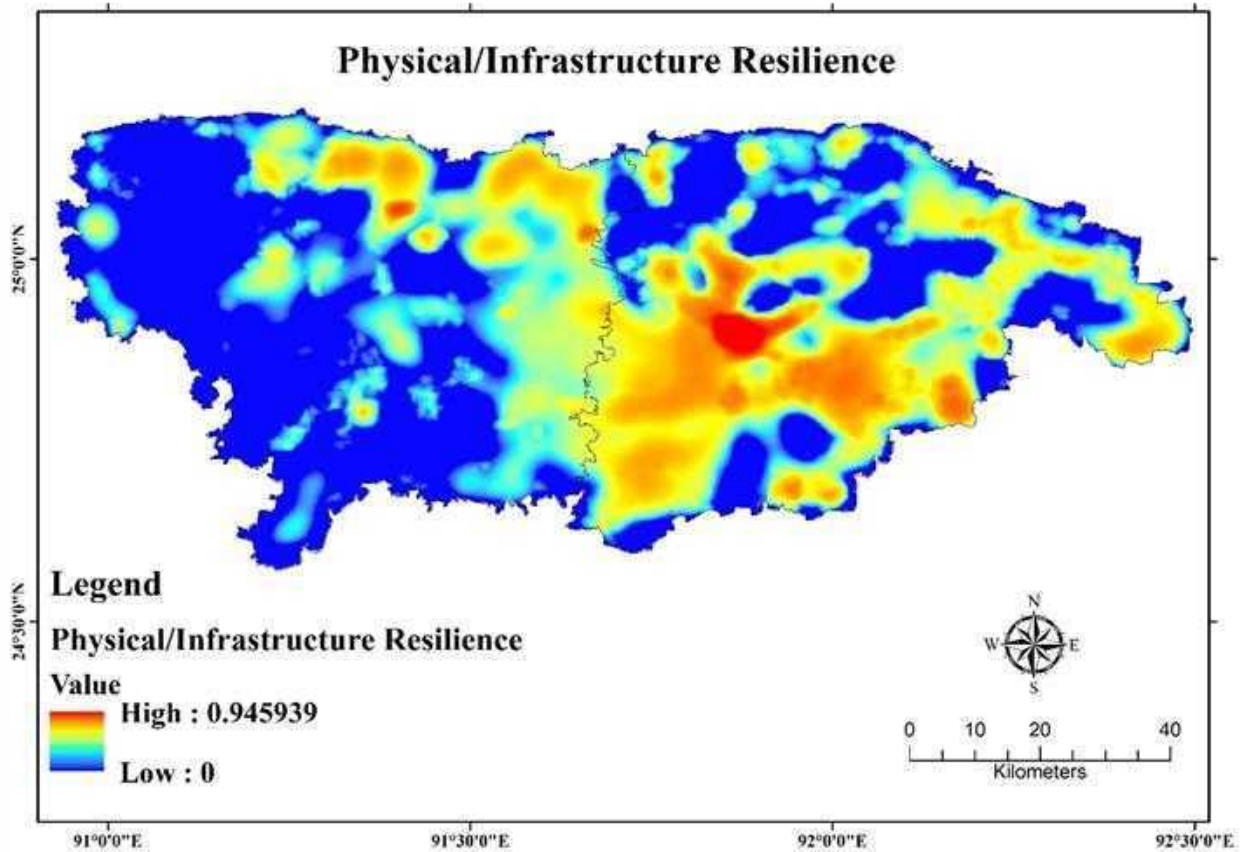 Physical/Infrastructure Resilience
25°0'0"N
24°30'0"N
Legend
Physical/Infrastructure Resilience
Value
High : 0.945939
Low : 0
N
W E
S
0 10 20 40
Kilometers
91°0'0"E 91°30'0"E 92°0'0"E 92°30'0"E